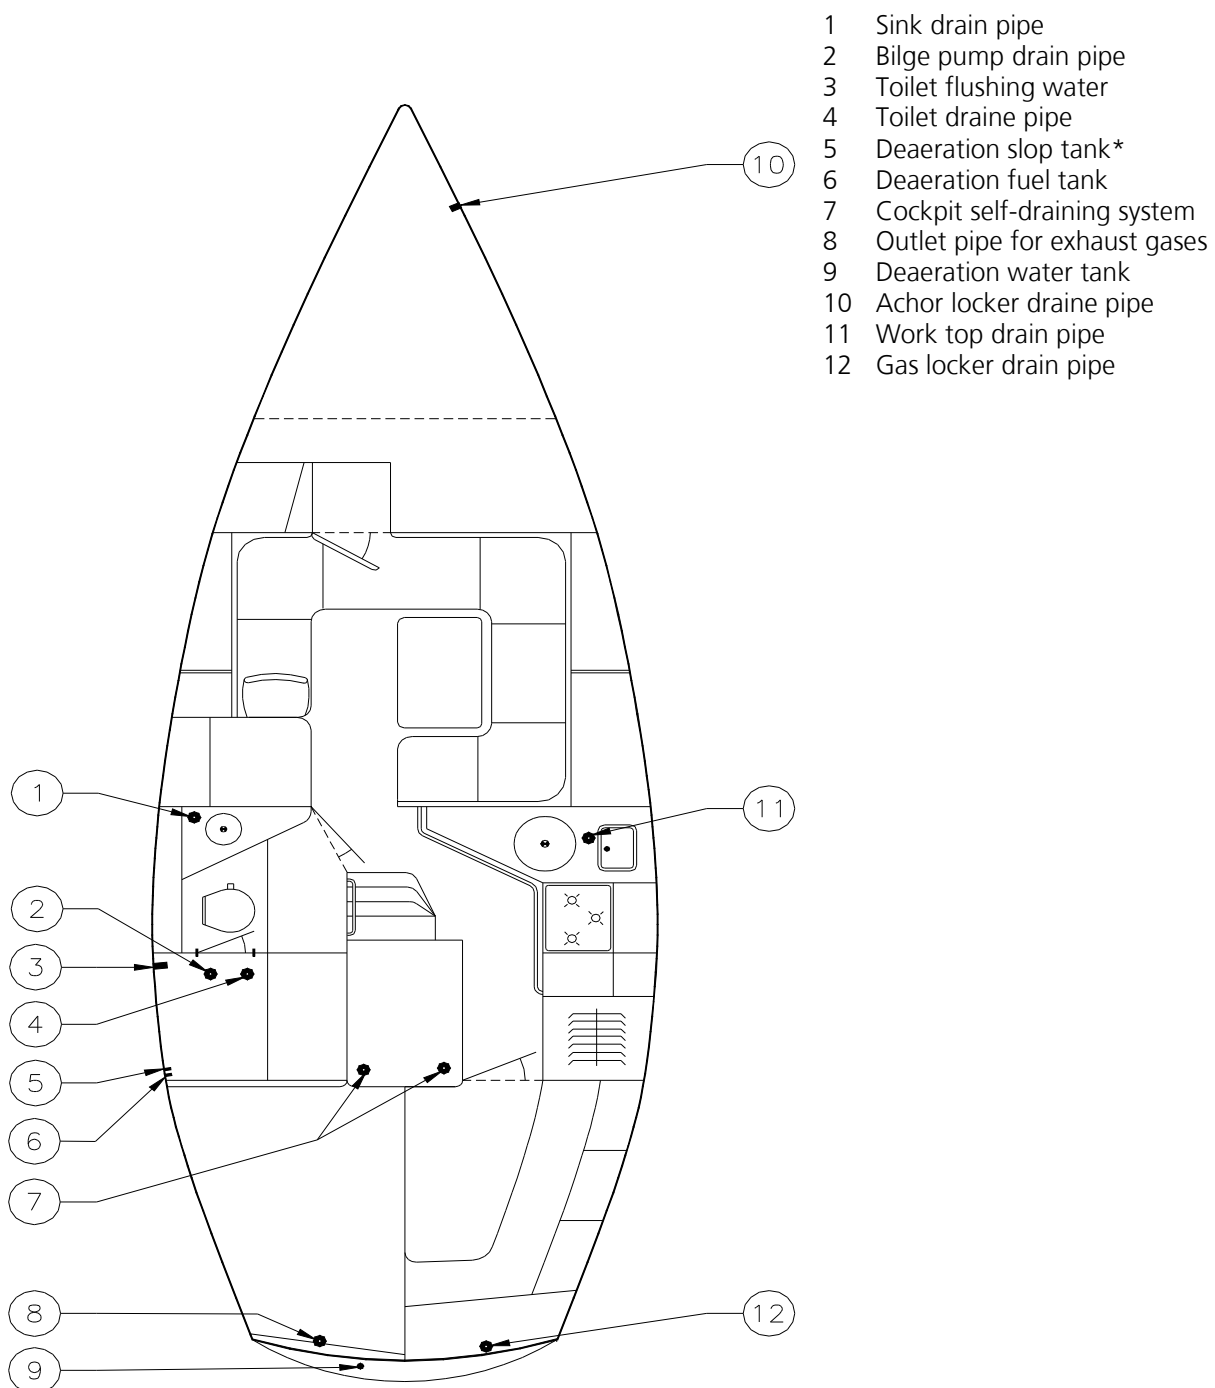 1 Sink drain pipe
2 Bilge pump drain pipe
3 Toilet flushing water
4 Toilet draine pipe
5 Deaeration slop tank*
6 Deaeration fuel tank
7 Cockpit self-draining system
8 Outlet pipe for exhaust gases
9 Deaeration water tank
10 Achor locker draine pipe
11 Work top drain pipe
12 Gas locker drain pipe
10
1
11
2
3
4
5
6
7
8
12
9